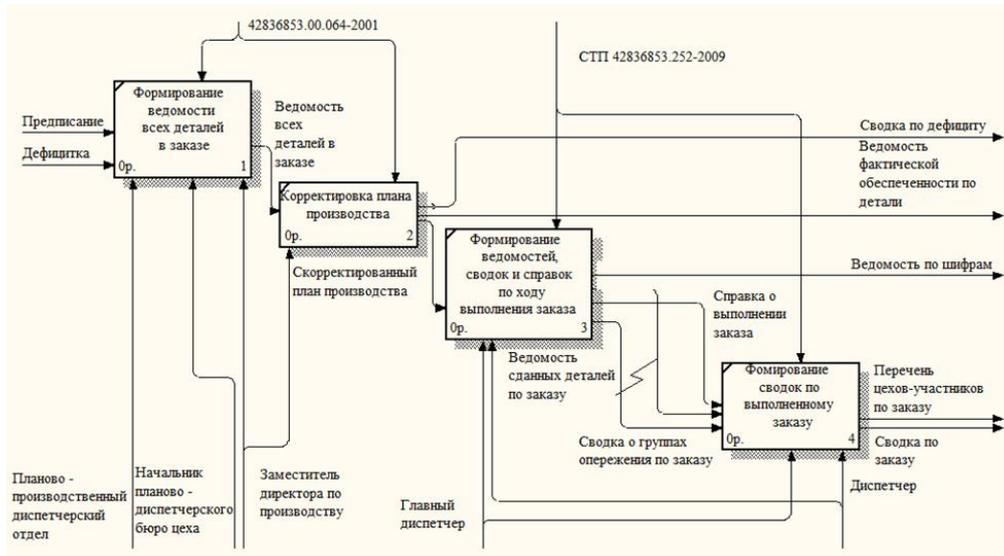 42836853.00.064-2001
СТП 42836853.252-2009
Формирование
ведомости
всех деталей
в заказе
0р.
1
Предписание
Дефицитка
Ведомость
всех
деталей в
заказе
Сводка по дефициту
Ведомость
фактической
обеспеченности по
детали
Корректировка плана
производства
0р.
2
Скорректированный
план производства
Формирование
ведомостей,
сводок и справок
по ходу
выполнения заказа
0р.
3
Ведомость по шифрам
Справка о
выполнении
заказа
Ведомость
сданных деталей
по заказу
Фомирование
сводок по
выполненному
заказу
0р.
4
Перечень
цехов-участников
по заказу
Сводка по
заказу
Сводка о группах
опережения по заказу
Планово -
производственный
диспетчерский
отдел
Начальник
планово -
диспетчерского
бюро цеха
Заместитель
директора по
производству
Главный
диспетчер
Диспетчер